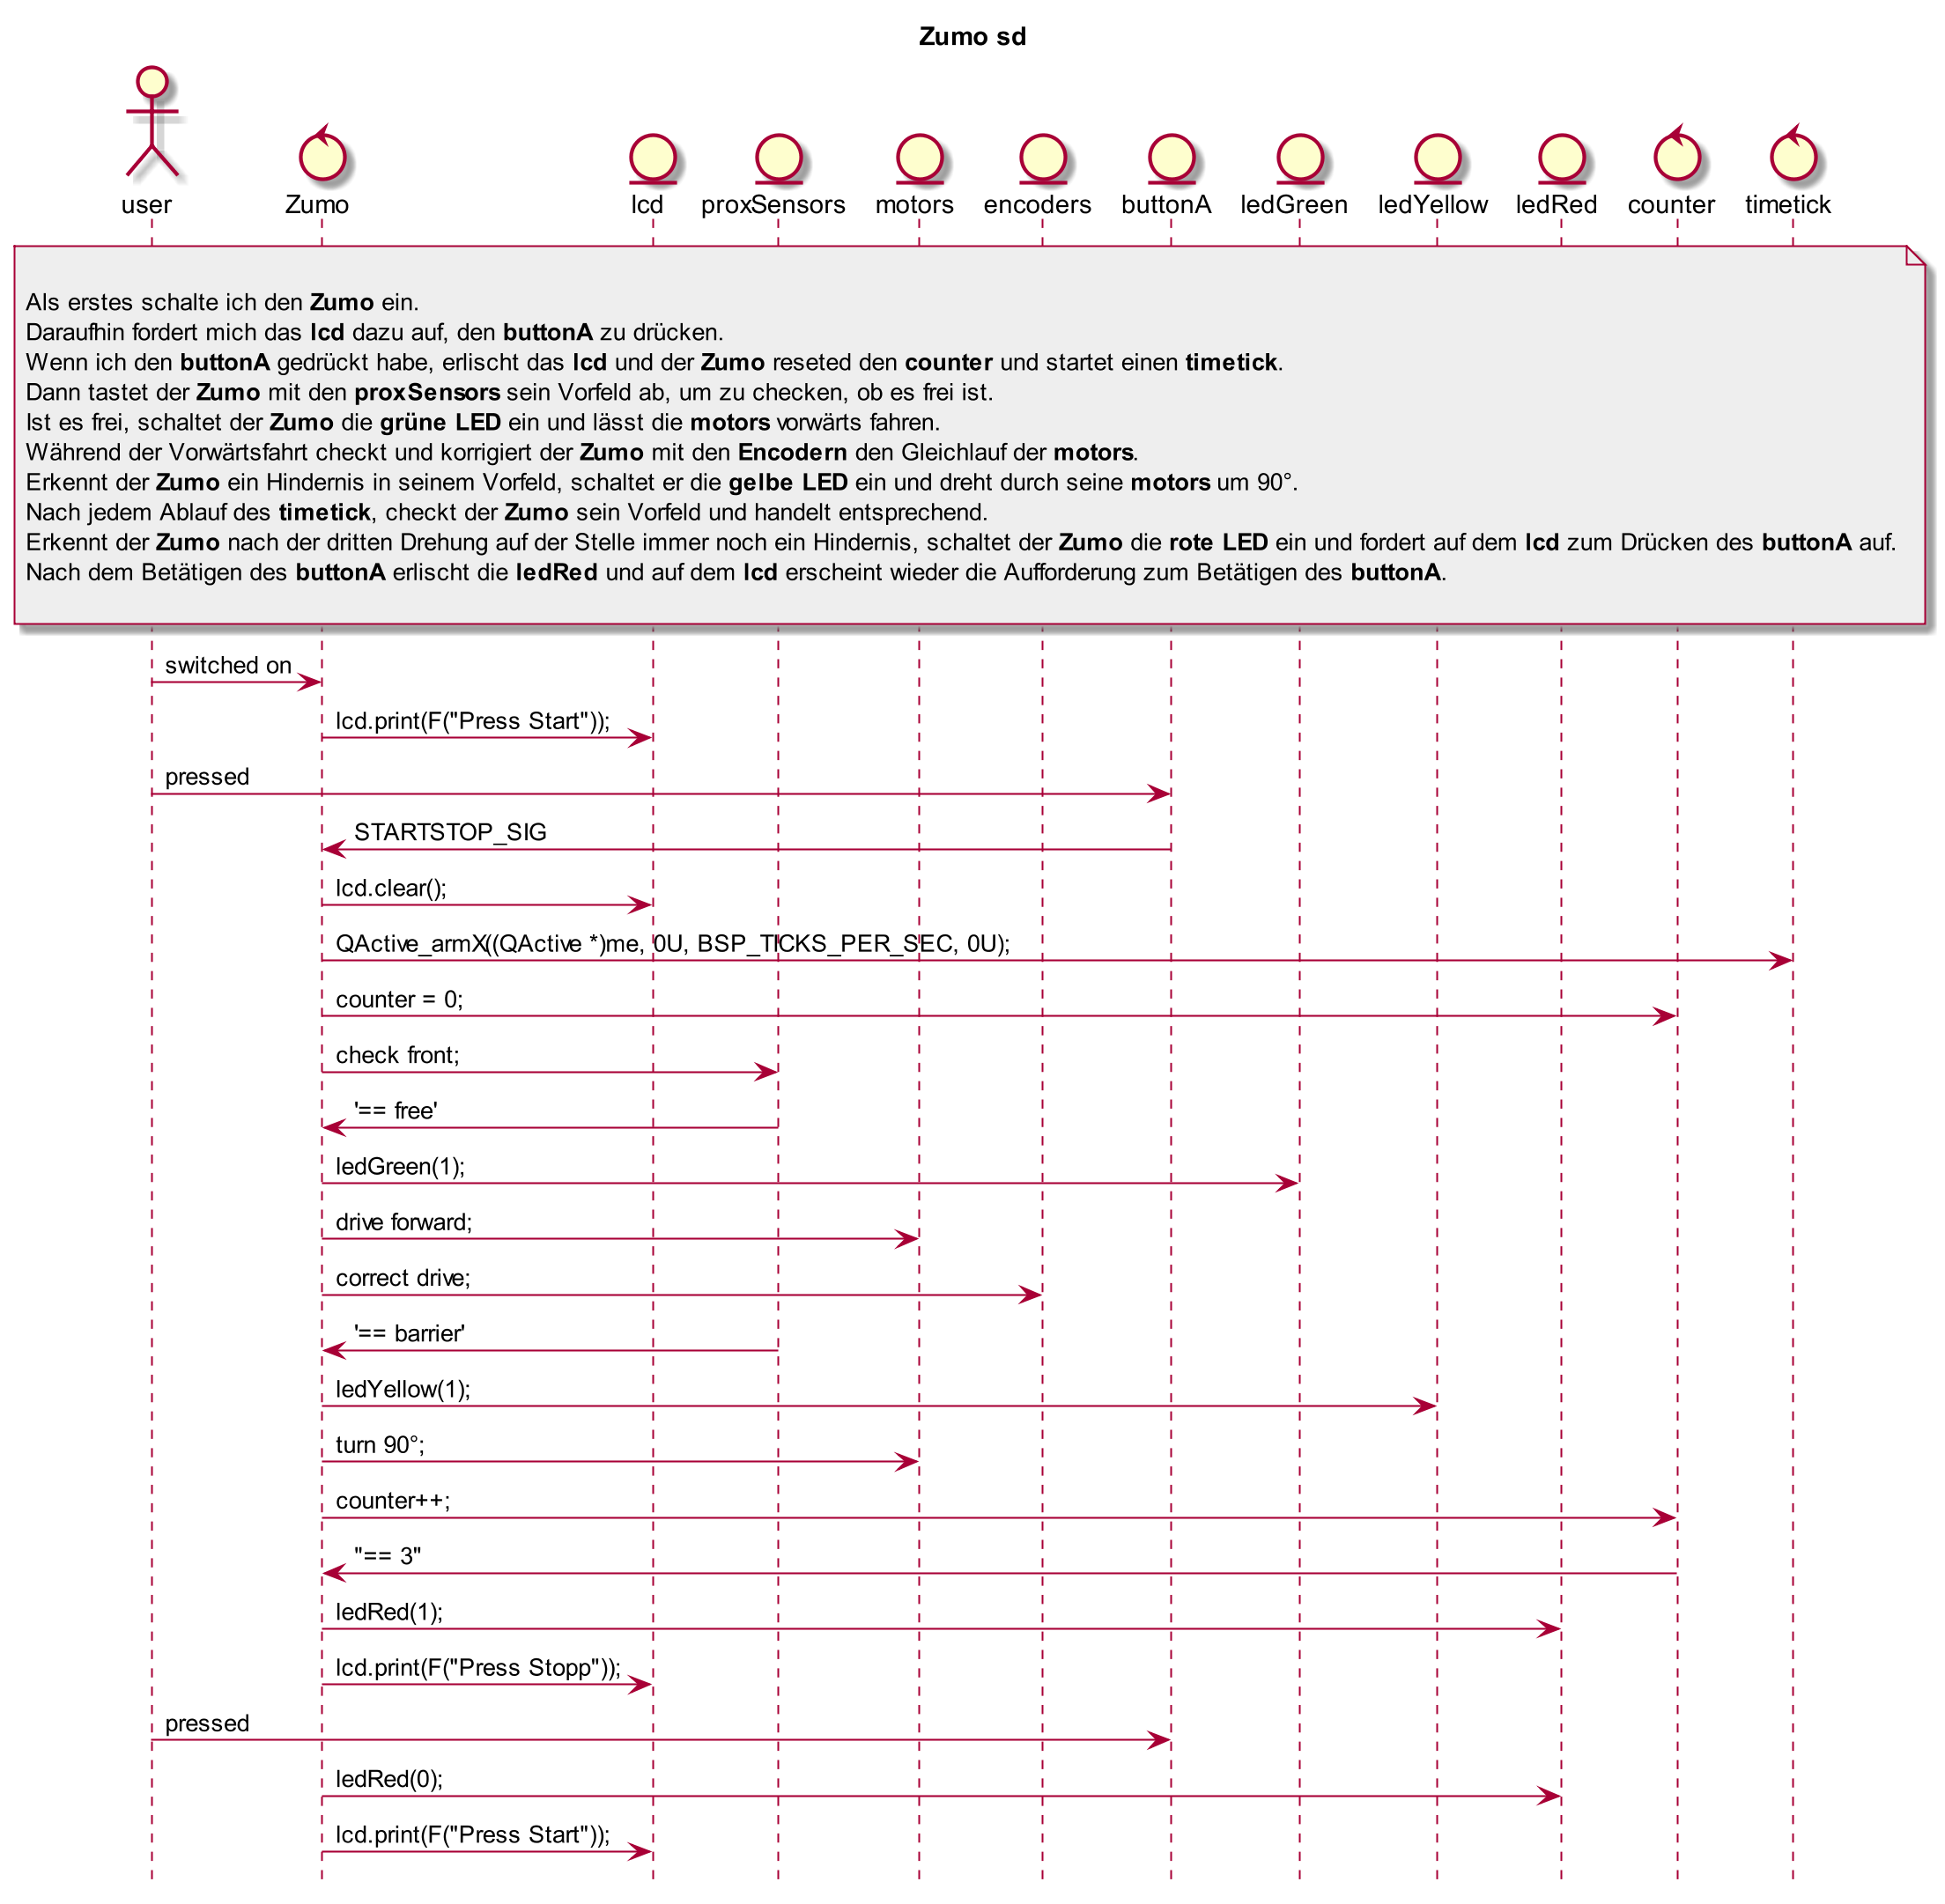 Zumo sd
user Zumo lcd proxSensors motors encoders buttonA ledGreen ledYellow ledRed counter timetick
Als erstes schalte ich den Zumo ein.
Daraufhin fordert mich das lcd dazu auf, den buttonA zu drücken.
Wenn ich den buttonA gedrückt habe, erlischt das lcd und der Zumo reseted den counter und startet einen timetick.
Dann tastet der Zumo mit den proxSensors sein Vorfeld ab, um zu checken, ob es frei ist.
Ist es frei, schaltet der Zumo die grüne LED ein und lässt die motors vorwärts fahren.
Während der Vorwärtsfahrt checkt und korrigiert der Zumo mit den Encodern den Gleichlauf der motors.
Erkennt der Zumo ein Hindernis in seinem Vorfeld, schaltet er die gelbe LED ein und dreht durch seine motors um 90°.
Nach jedem Ablauf des timetick, checkt der Zumo sein Vorfeld und handelt entsprechend.
Erkennt der Zumo nach der dritten Drehung auf der Stelle immer noch ein Hindernis, schaltet der Zumo die rote LED ein und fordert auf dem lcd zum Drücken des buttonA auf.
Nach dem Betätigen des buttonA erlischt die ledRed und auf dem lcd erscheint wieder die Aufforderung zum Betätigen des buttonA.
switched on
lcd.print(F("Press Start"));
pressed
STARTSTOP_SIG
lcd.clear();
QActive_armX((QActive *)me, 0U, BSP_TICKS_PER_SEC, 0U);
counter = 0;
check front;
'== free'
ledGreen(1);
drive forward;
correct drive;
'== barrier'
ledYellow(1);
turn 90°;
counter++;
"== 3"
ledRed(1);
lcd.print(F("Press Stopp"));
pressed
ledRed(0);
lcd.print(F("Press Start"));